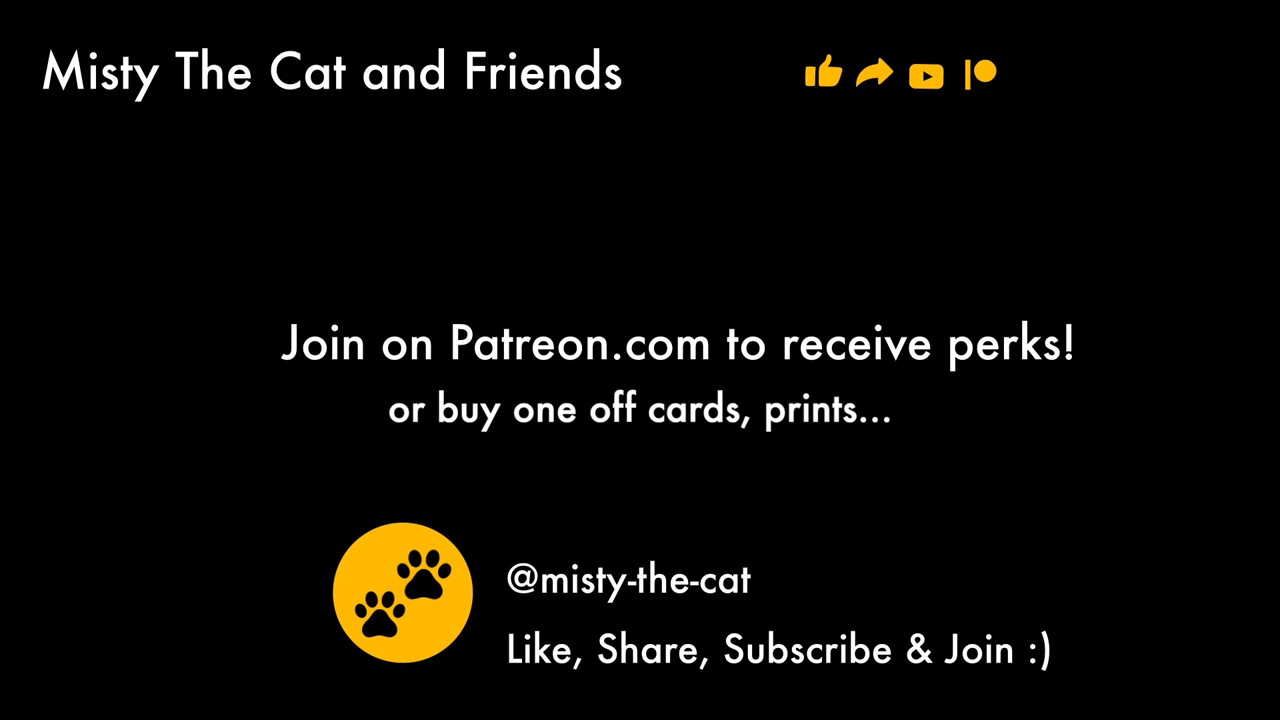 Misty The Cat and Friends
Join on Patreon.com to receive perks!
or buy one off cards, prints...
@misty-the-cat
Like, Share, Subscribe & Join :)